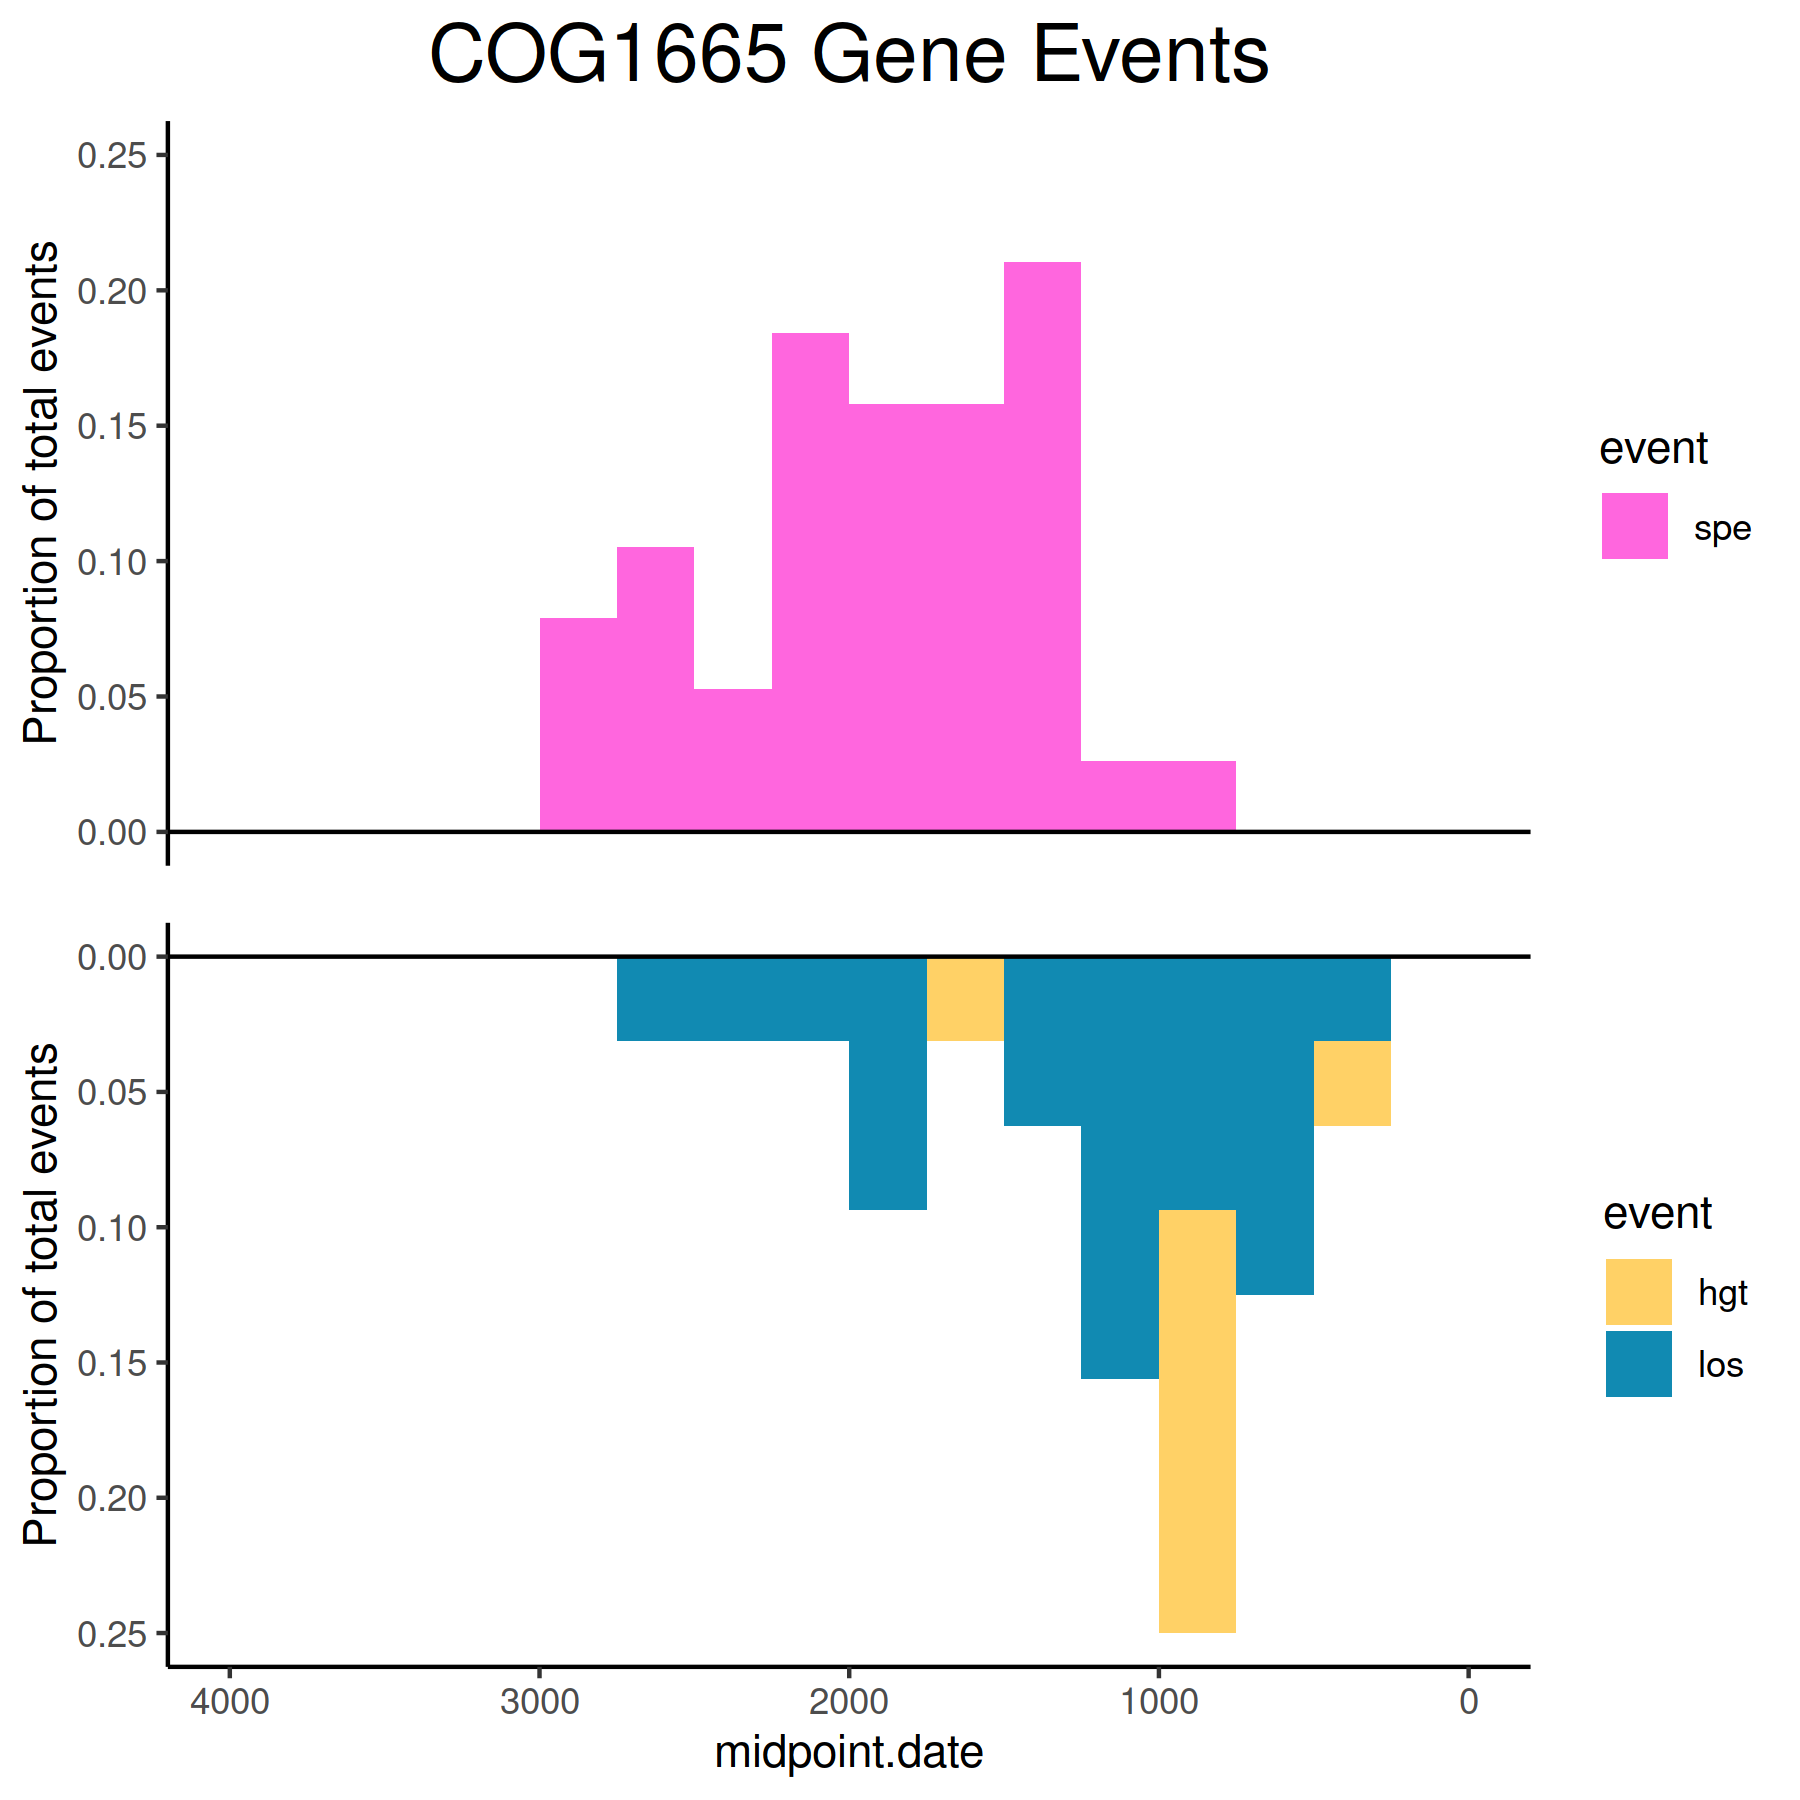 COG1665 Gene Events
Proportion of total events
0.25
0.20
0.15
0.10
0.05
0.00
event
spe
Proportion of total events
0.00
0.05
0.10
0.15
0.20
0.25
event
hgt
los
4000 3000 2000 1000 0
midpoint.date